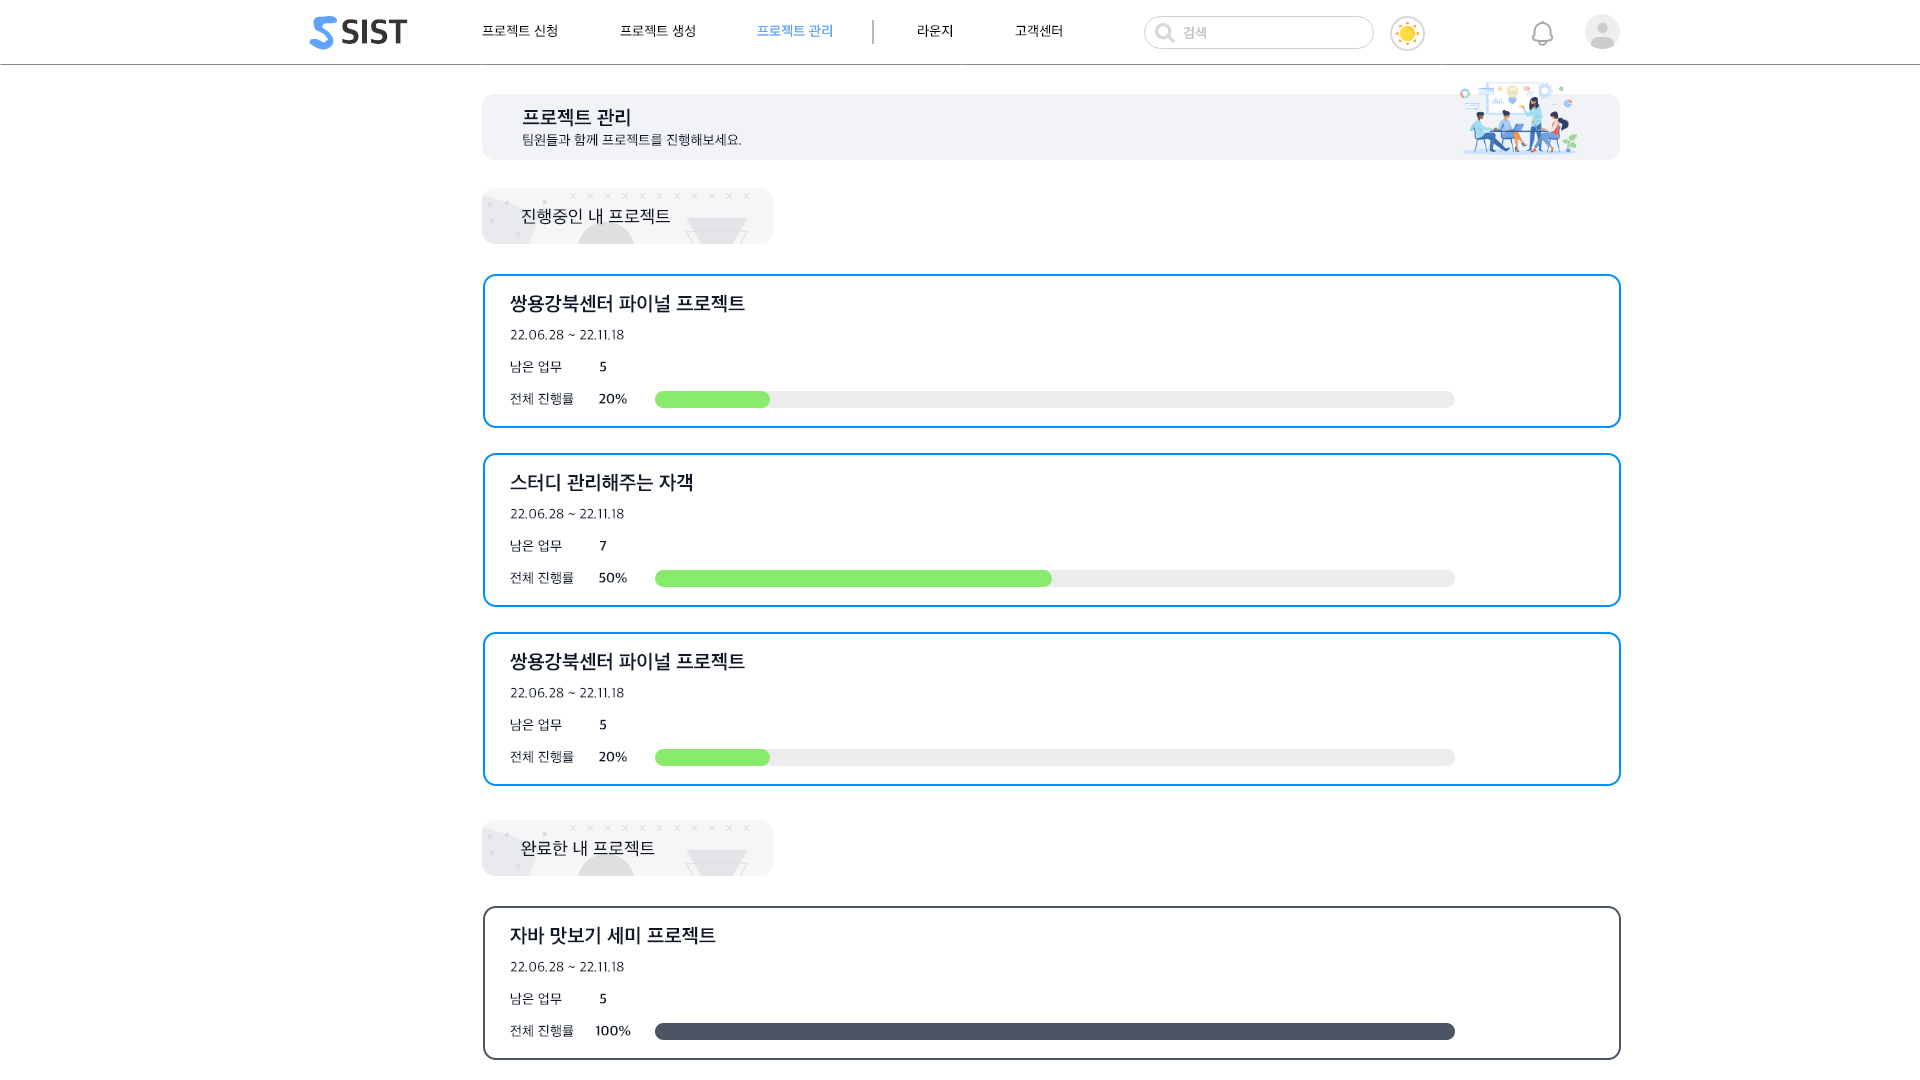 SIST
프로젝트 신청
프로젝트 생성
프로젝트 관리
라운지
고객센터
검색
프로젝트 관리
팀원들과 함께 프로젝트를 진행해보세요.
진행중인 내 프로젝트
쌍용강북센터 파이널 프로젝트
22.06.28 ~ 22.11.18
남은 업무 5
전체 진행률 20%
스터디 관리해주는 자객
22.06.28 ~ 22.11.18
남은 업무 7
전체 진행률 50%
쌍용강북센터 파이널 프로젝트
22.06.28 ~ 22.11.18
남은 업무 5
전체 진행률 20%
완료한 내 프로젝트
자바 맛보기 세미 프로젝트
22.06.28 ~ 22.11.18
남은 업무 5
전체 진행률 100%